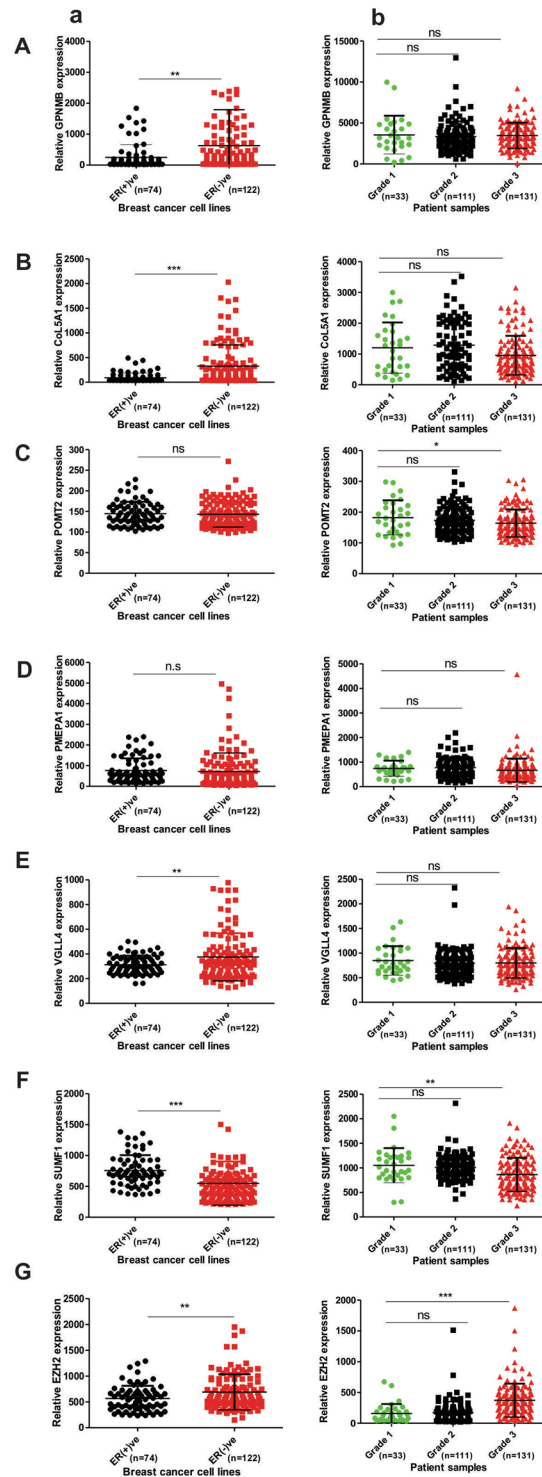 a
b
A
Relative GPNMB expression
4000
3000
2000
1000
0
**
ER(+)ve
(n=74)
ER(-)ve
(n=122)
Breast cancer cell lines
Relative GPNMB expression
15000
10000
5000
0
ns
ns
Grade 1
(n=33)
Grade 2
(n=111)
Grade 3
(n=131)
Patient samples
B
Relative CoL5A1 expression
2500
2000
1500
1000
500
0
***
ER(+)ve
(n=74)
ER(-)ve
(n=122)
Breast cancer cell lines
Relative CoL5A1 expression
4000
3000
2000
1000
0
ns
ns
Grade 1
(n=33)
Grade 2
(n=111)
Grade 3
(n=131)
Patient samples
C
Relative POMT2 expression
300
250
200
150
100
50
0
ns
ER(+)ve
(n=74)
ER(-)ve
(n=122)
Breast cancer cell lines
Relative POMT2 expression
400
300
200
100
0
*
ns
Grade 1
(n=33)
Grade 2
(n=111)
Grade 3
(n=131)
Patient samples
D
Relative PMEPA1 expression
6000
5000
4000
3000
2000
1000
0
n.s
ER(+)ve
(n=74)
ER(-)ve
(n=122)
Breast cancer cell lines
Relative PMEPA1 expression
5000
4000
3000
2000
1000
0
ns
ns
Grade 1
(n=33)
Grade 2
(n=111)
Grade 3
(n=131)
Patient samples
E
Relative VGLL4 expression
1000
800
600
400
200
0
**
ER(+)ve
(n=74)
ER(-)ve
(n=122)
Breast cancer cell lines
Relative VGLL4 expression
2500
2000
1500
1000
500
0
ns
ns
Grade 1
(n=33)
Grade 2
(n=111)
Grade 3
(n=131)
Patient samples
F
Relative SUMF1 expression
2000
1500
1000
500
0
***
ER(+)ve
(n=74)
ER(-)ve
(n=122)
Breast cancer cell lines
Relative SUMF1 expression
2500
2000
1500
1000
500
0
**
ns
Grade 1
(n=33)
Grade 2
(n=111)
Grade 3
(n=131)
Patient samples
G
Relative EZH2 expression
2500
2000
1500
1000
500
0
**
ER(+)ve
(n=74)
ER(-)ve
(n=122)
Breast cancer cell lines
Relative EZH2 expression
2000
1500
1000
500
0
***
ns
Grade 1
(n=33)
Grade 2
(n=111)
Grade 3
(n=131)
Patient samples